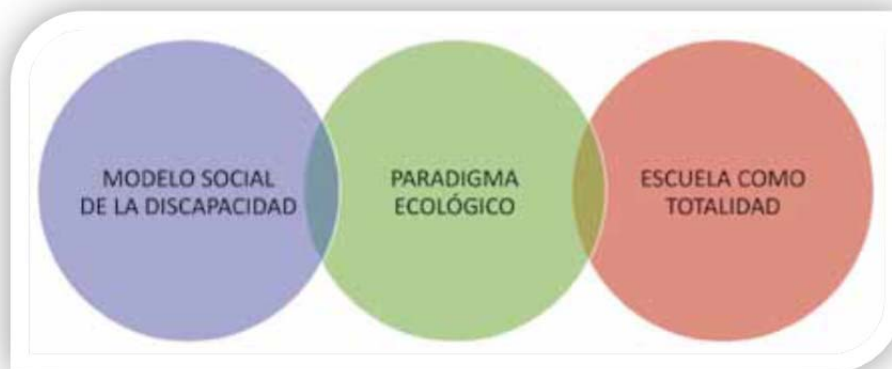 MODELO SOCIAL
DE LA DISCAPACIDAD
PARADIGMA
ECOLÓGICO
ESCUELA COMO
TOTALIDAD